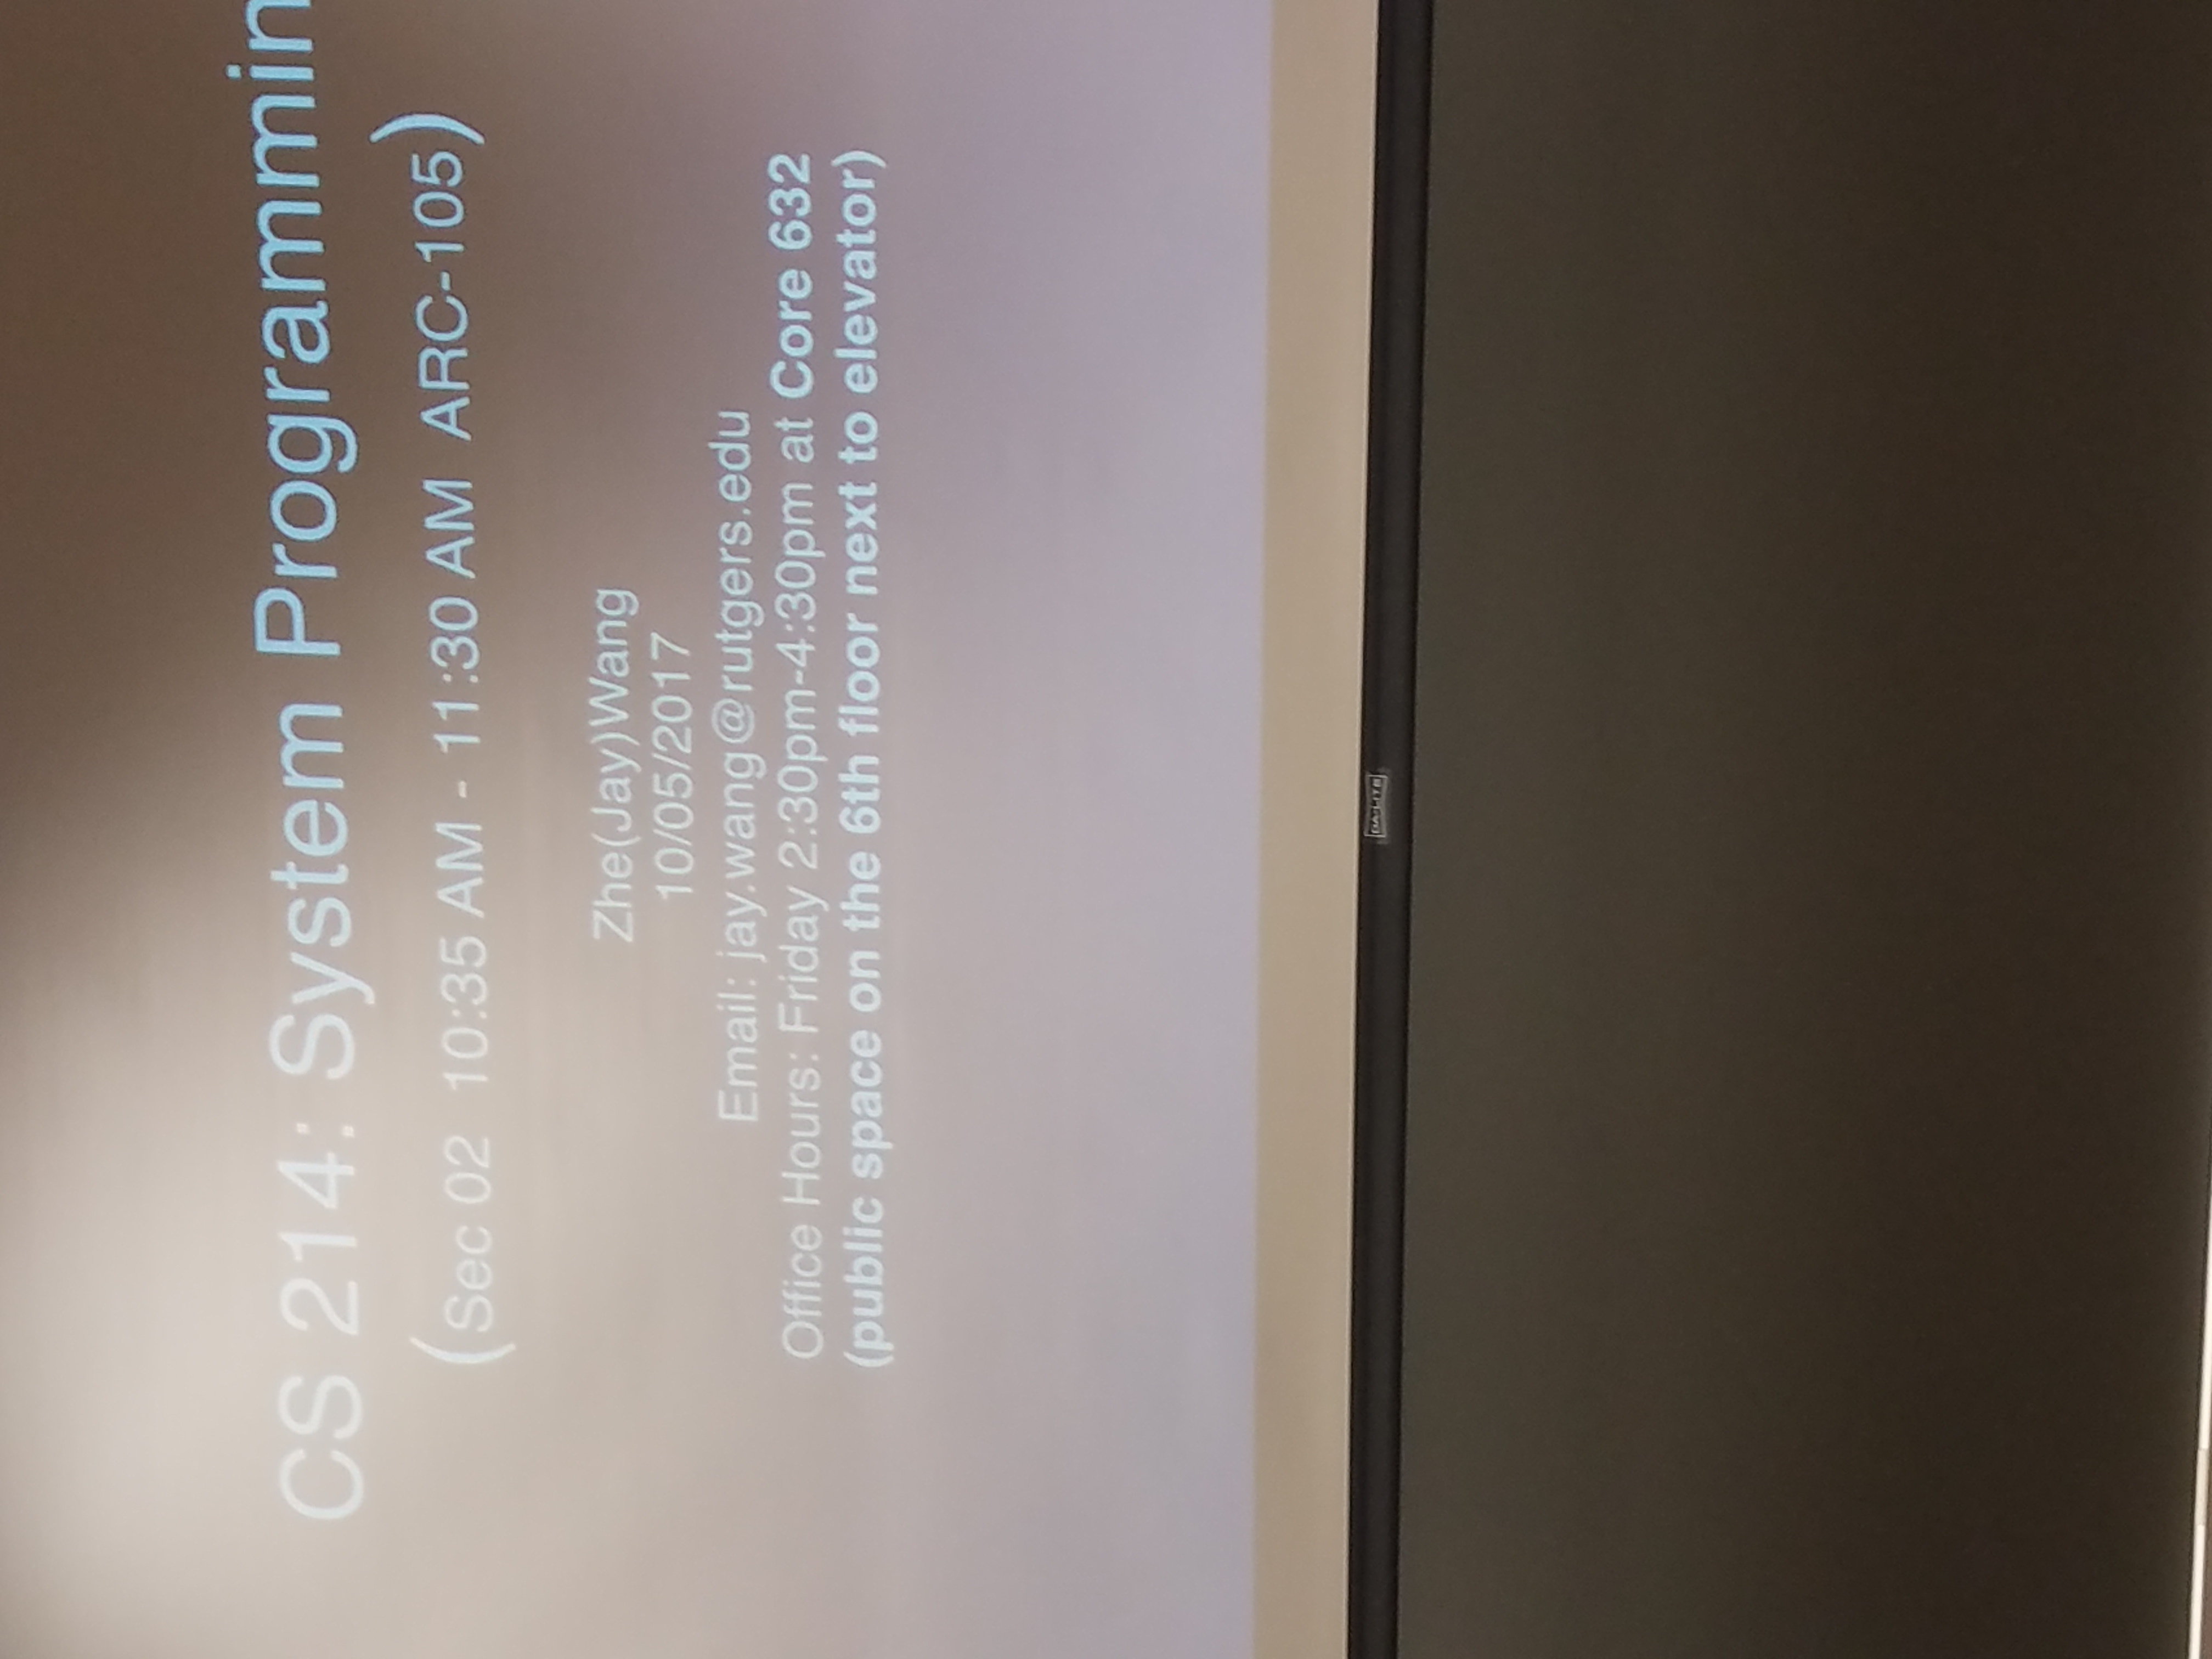 CS 214: System Programmin
(Sec 02 10:35 AM - 11:30 AM ARC-105)
Zhe(Jay)Wang
10/05/2017
Email: jay.wang@rutgers.edu
Office Hours: Friday 2:30pm-4:30pm at Core 632
(public space on the 6th floor next to elevator)
DA-LITE